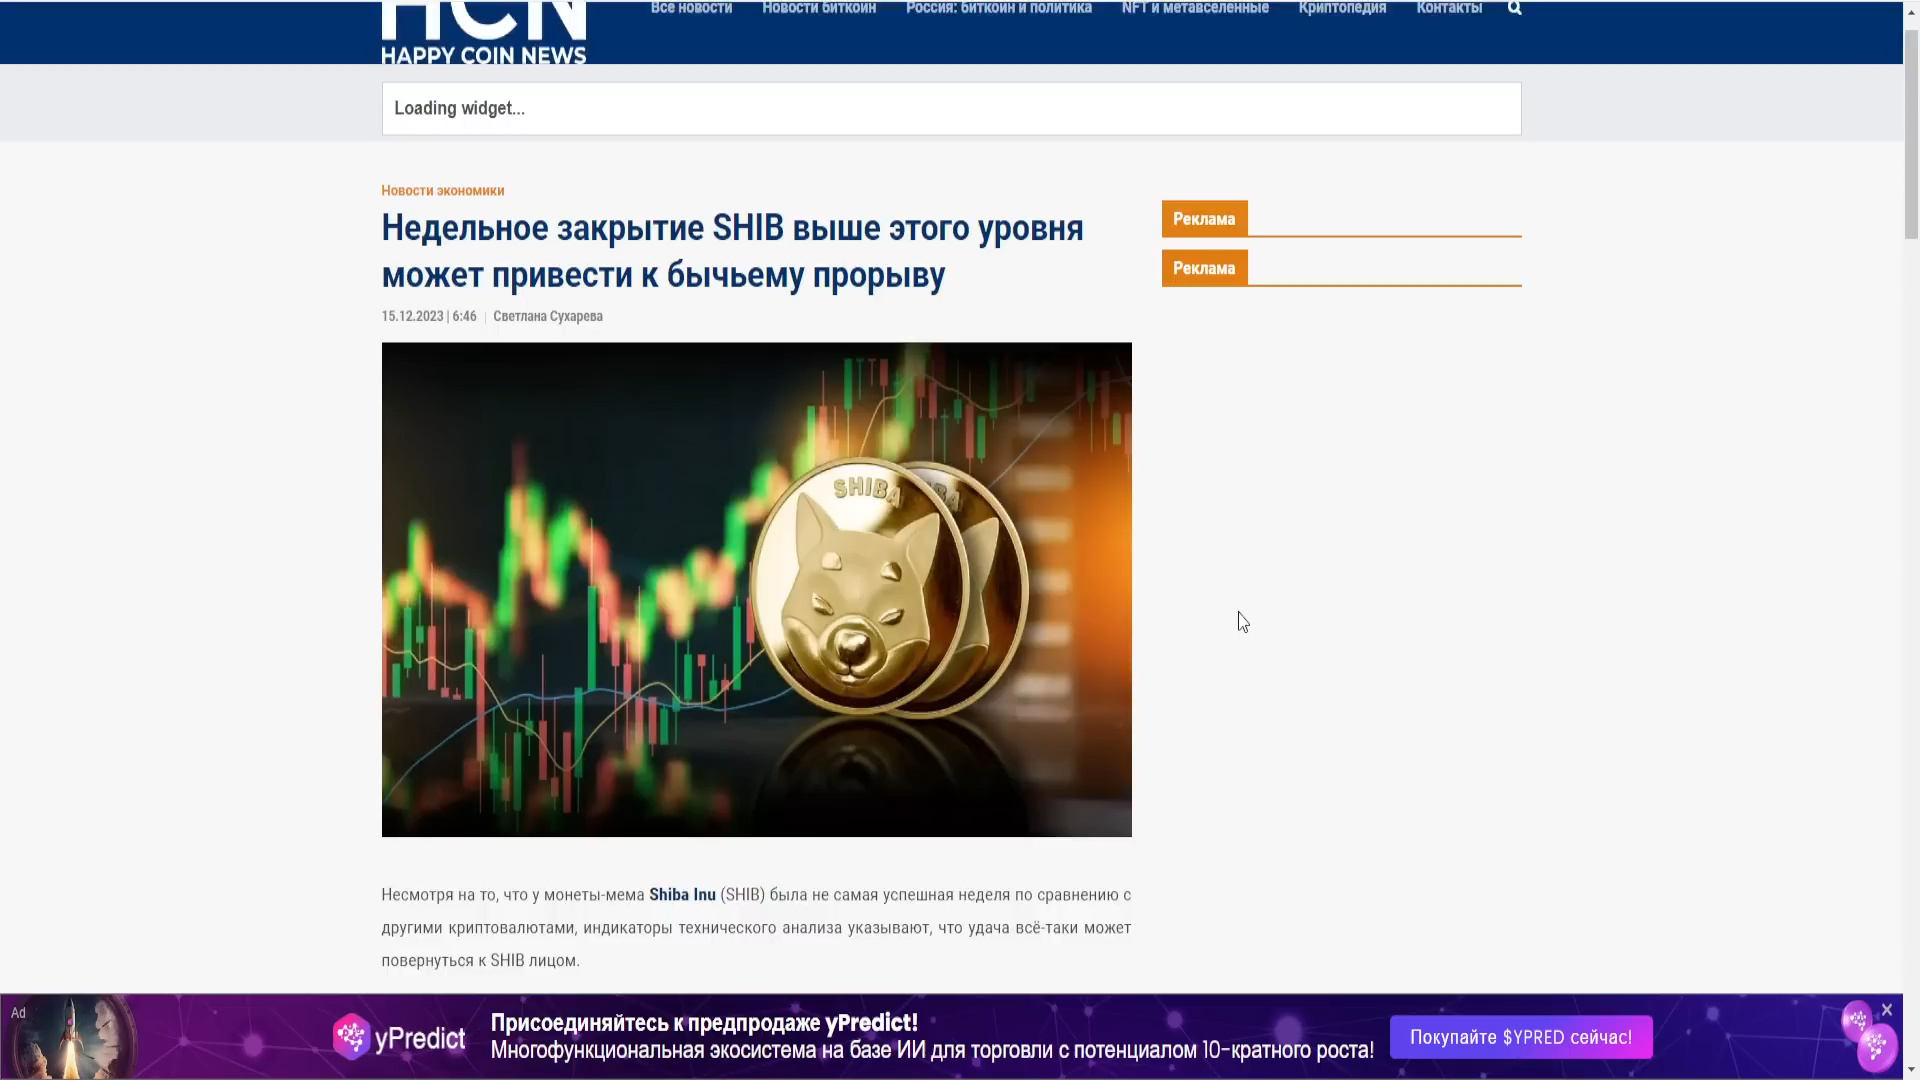 HCN
HAPPY COIN NEWS
Все новости Новости биткоин Россия: биткоин и политика NFT и метавселенные Криптопедия Контакты
Loading widget...
Новости экономики
Недельное закрытие SHIB выше этого уровня
может привести к бычьему прорыву
15.12.2023 | 6:46 Светлана Сухарева
Реклама
Реклама
SHIBA
Несмотря на то, что у монеты-мема Shiba Inu (SHIB) была не самая успешная неделя по сравнению с
другими криптовалютами, индикаторы технического анализа указывают, что удача всё-таки может
повернуться к SHIB лицом.
Ad
yPredict
Присоединяйтесь к предпродаже yPredict!
Многофункциональная экосистема на базе ИИ для торговли с потенциалом 10-кратного роста!
Покупайте $YPRED сейчас!